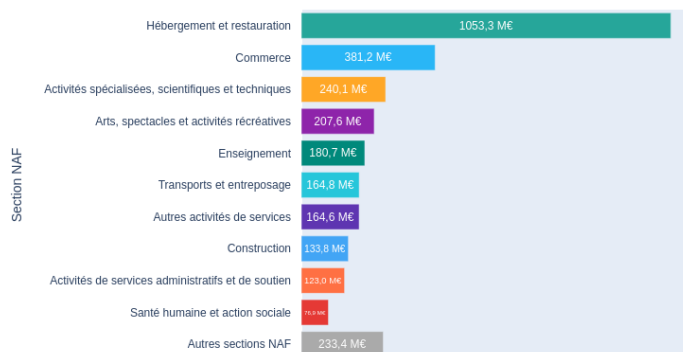 Section NAF
Hébergement et restauration 1053,3 M€
Commerce 381,2 M€
Activités spécialisées, scientifiques et techniques 240,1 M€
Arts, spectacles et activités récréatives 207,6 M€
Enseignement 180,7 M€
Transports et entreposage 164,8 M€
Autres activités de services 164,6 M€
Construction 133,8 M€
Activités de services administratifs et de soutien 123,0 M€
Santé humaine et action sociale 78,9 M€
Autres sections NAF 233,4 M€